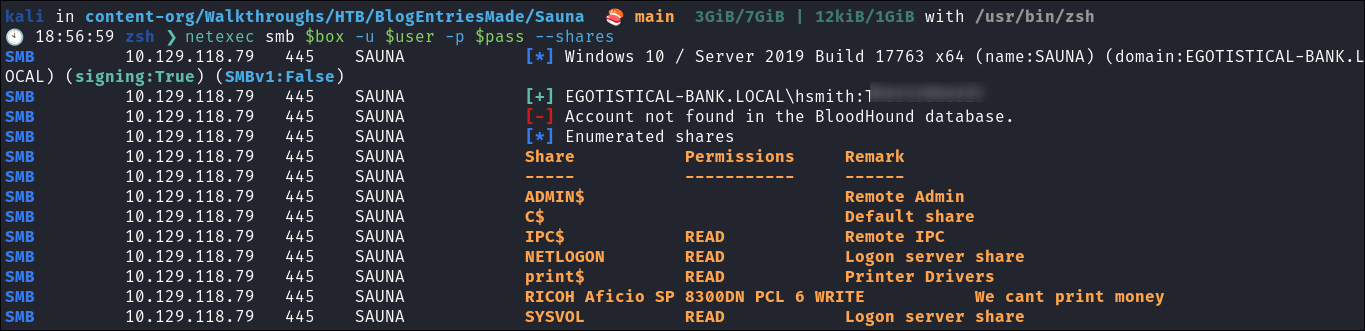 kali in content-org/Walkthroughs/HTB/BlogEntriesMade/Sauna 🍣 main 3GiB/7GiB | 12kiB/1GiB with /usr/bin/zsh
🕙 18:56:59 zsh ❯ netexec smb $box -u $user -p $pass --shares
SMB 10.129.118.79 445 SAUNA [*] Windows 10 / Server 2019 Build 17763 x64 (name:SAUNA) (domain:EGOTISTICAL-BANK.L
OCAL) (signing:True) (SMBv1:False)
SMB 10.129.118.79 445 SAUNA [+] EGOTISTICAL-BANK.LOCAL\hsmith:
SMB 10.129.118.79 445 SAUNA [-] Account not found in the BloodHound database.
SMB 10.129.118.79 445 SAUNA [*] Enumerated shares
SMB 10.129.118.79 445 SAUNA Share Permissions Remark
SMB 10.129.118.79 445 SAUNA ----- ----------- ------
SMB 10.129.118.79 445 SAUNA ADMIN$ Remote Admin
SMB 10.129.118.79 445 SAUNA C$ Default share
SMB 10.129.118.79 445 SAUNA IPC$ READ Remote IPC
SMB 10.129.118.79 445 SAUNA NETLOGON READ Logon server share
SMB 10.129.118.79 445 SAUNA print$ READ Printer Drivers
SMB 10.129.118.79 445 SAUNA RICOH Aficio SP 8300DN PCL 6 WRITE We cant print money
SMB 10.129.118.79 445 SAUNA SYSVOL READ Logon server share